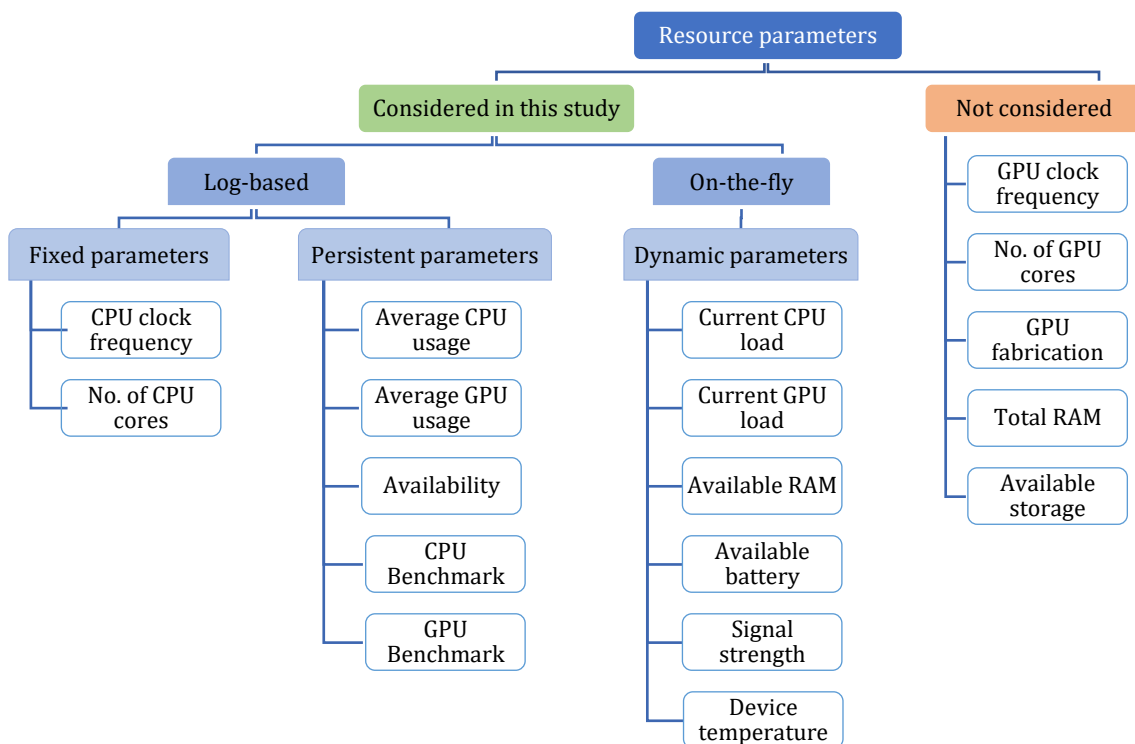 Resource parameters
Considered in this study
Not considered
Log-based
On-the-fly
Fixed parameters
Persistent parameters
Dynamic parameters
CPU clock
frequency
No. of CPU
cores
Average CPU
usage
Average GPU
usage
Availability
CPU
Benchmark
GPU
Benchmark
Current CPU
load
Current GPU
load
Available RAM
Available
battery
Signal
strength
Device
temperature
GPU clock
frequency
No. of GPU
cores
GPU
fabrication
Total RAM
Available
storage